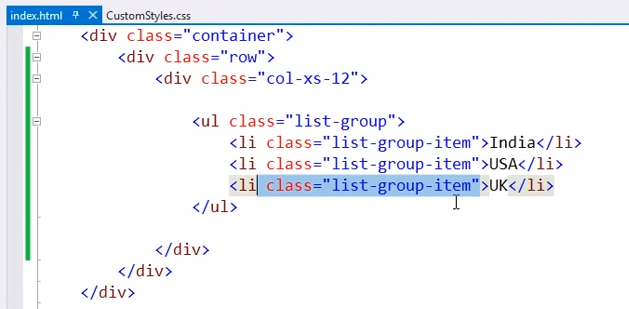 index.html CustomStyles.css
<div class="container">
<div class="row">
<div class="col-xs-12">
<ul class="list-group">
<li class="list-group-item">India</li>
<li class="list-group-item">USA</li>
<li class="list-group-item">UK</li>
</ul>
</div>
</div>
</div>